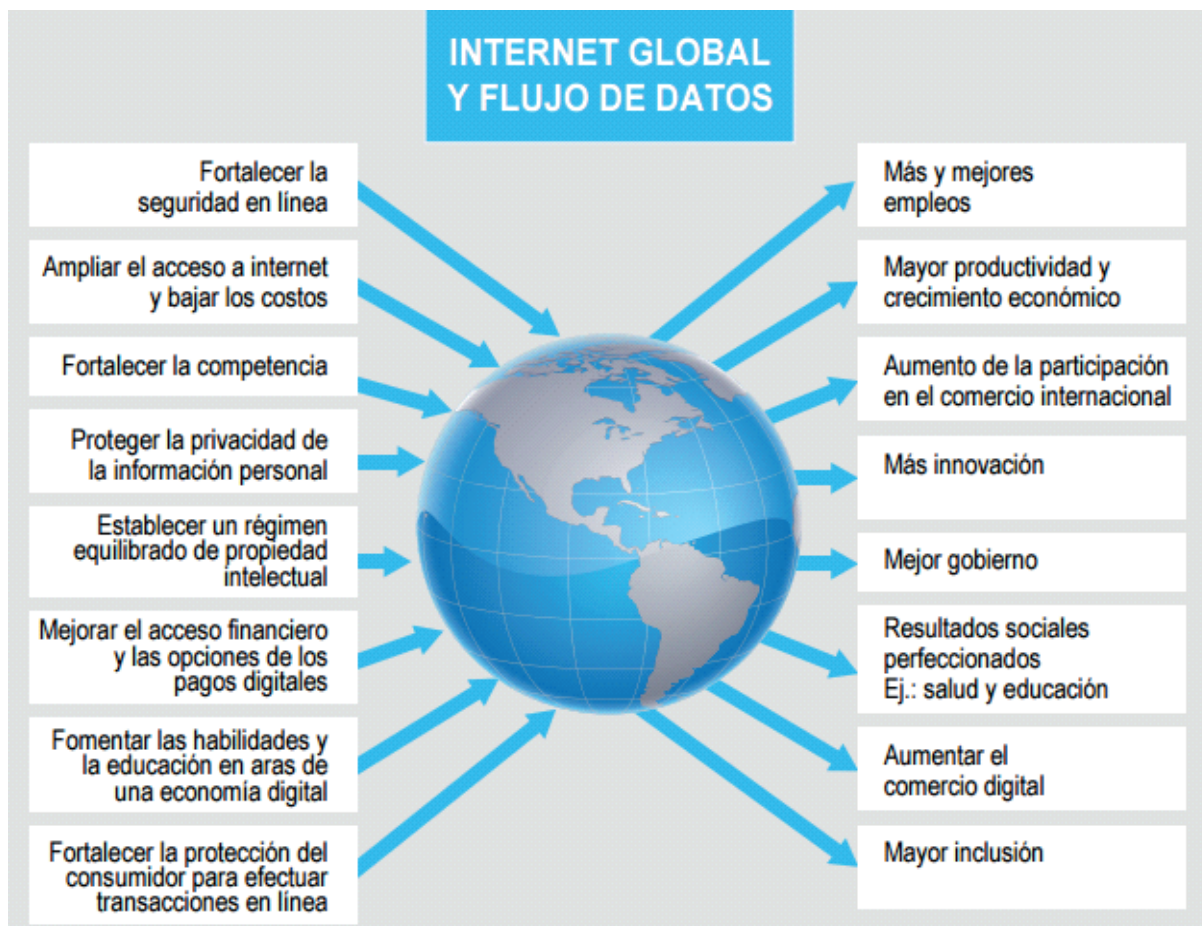 INTERNET GLOBAL
Y FLUJO DE DATOS
Fortalecer la
seguridad en línea
Ampliar el acceso a internet
y bajar los costos
Fortalecer la competencia
Proteger la privacidad de
la información personal
Establecer un régimen
equilibrado de propiedad
intelectual
Mejorar el acceso financiero
y las opciones de los
pagos digitales
Fomentar las habilidades y
la educación en aras de
una economía digital
Fortalecer la protección del
consumidor para efectuar
transacciones en línea
Más y mejores
empleos
Mayor productividad y
crecimiento económico
Aumento de la participación
en el comercio internacional
Más innovación
Mejor gobierno
Resultados sociales
perfeccionados
Ej.: salud y educación
Aumentar el
comercio digital
Mayor inclusión